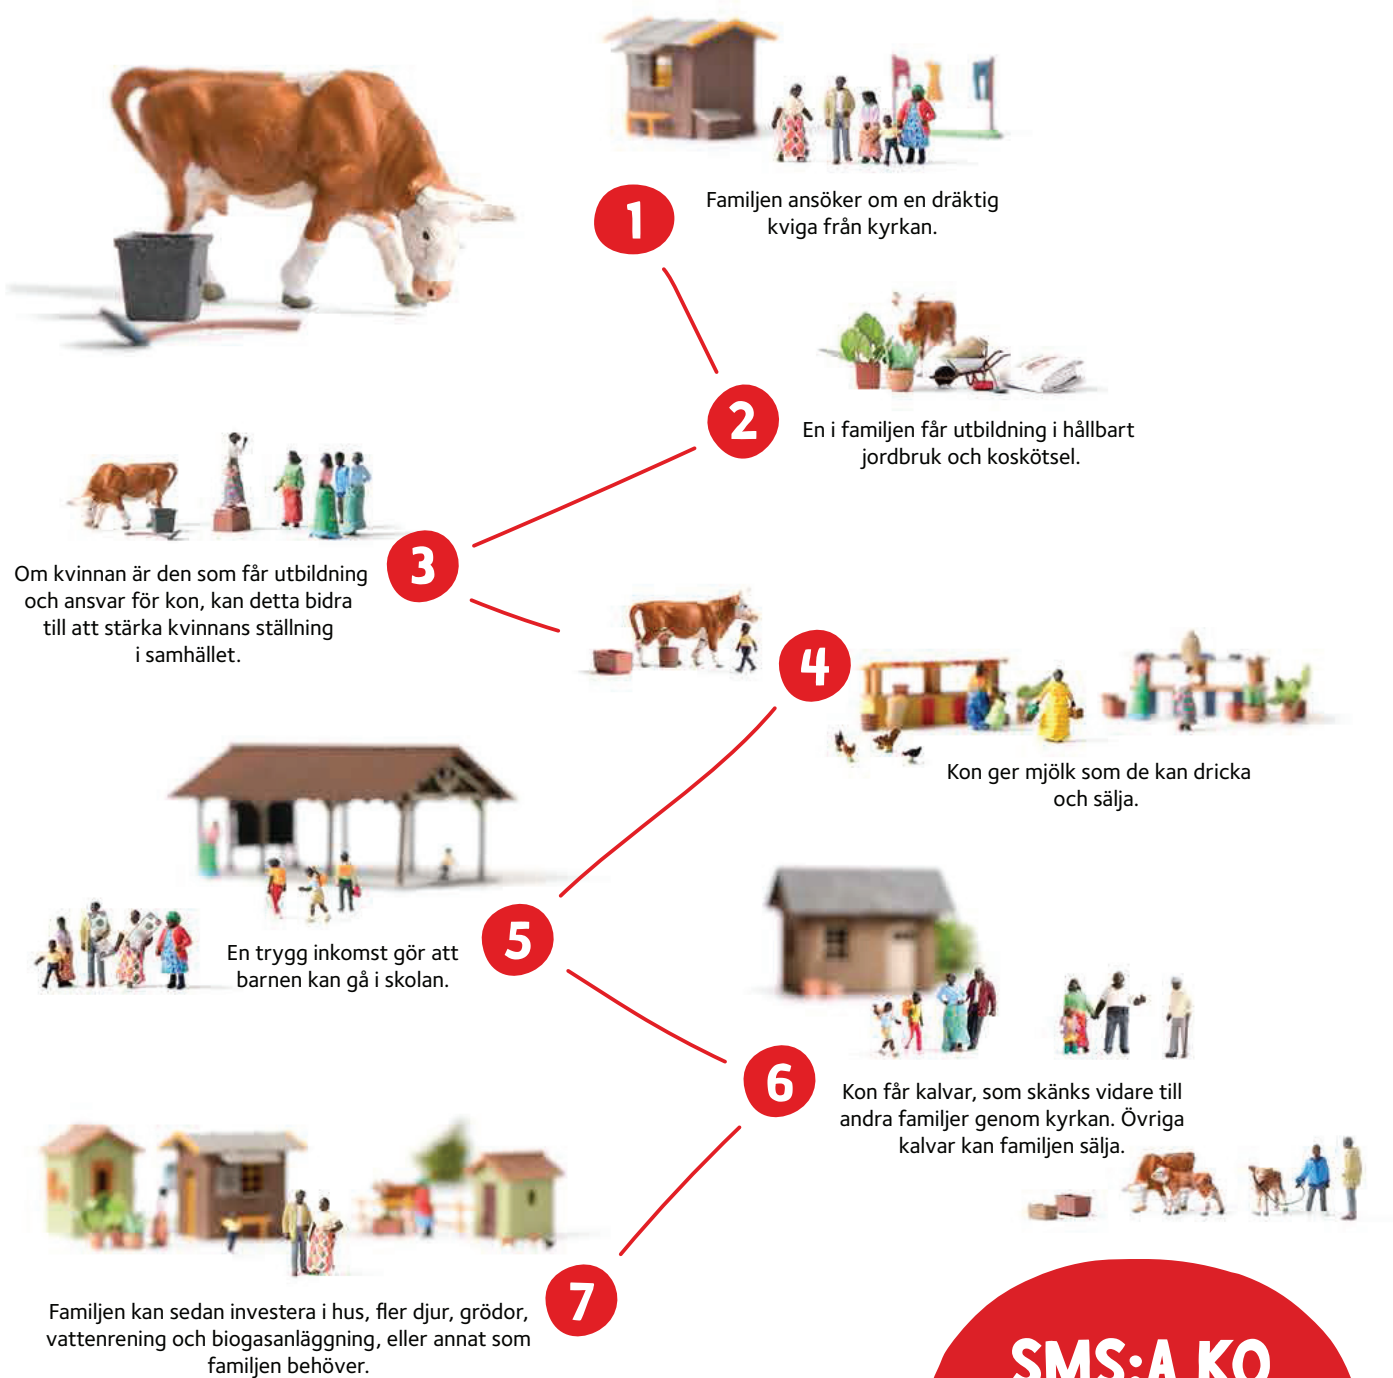 1
Familjen ansöker om en dräktig
kviga från kyrkan.
2
En i familjen får utbildning i hållbart
jordbruk och koskötsel.
3
Om kvinnan är den som får utbildning
och ansvar för kon, kan detta bidra
till att stärka kvinnans ställning
i samhället.
4
Kon ger mjölk som de kan dricka
och sälja.
5
En trygg inkomst gör att
barnen kan gå i skolan.
6
Kon får kalvar, som skänks vidare till
andra familjer genom kyrkan. Övriga
kalvar kan familjen sälja.
7
Familjen kan sedan investera i hus, fler djur, grödor,
vattenrening och biogasanläggning, eller annat som
familjen behöver.
SMS:A KO